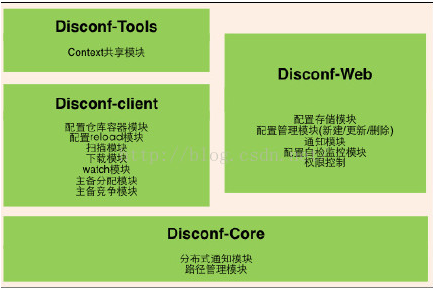 Disconf-Tools
Context共享模块
Disconf-client
配置仓库容器模块
配置reload模块
扫描模块
下载模块
watch模块
主备分配模块
主备竞争模块
Disconf-Web
配置存储模块
配置管理模块(新建/更新/删除)
通知模块
配置自检监控模块
权限控制
Disconf-Core
分布式通知模块
路径管理模块